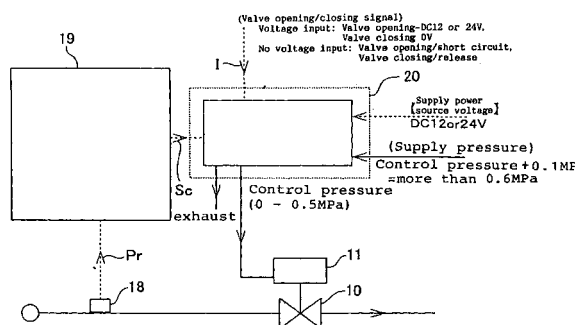 (Valve opening/closing signal)
Voltage input: Valve opening-DC12 or 24V,
Valve closing 0V
No voltage input: Valve opening/short circuit,
Valve closing/release
19
I
20
Supply power
[source voltage]
DC12or24V
(Supply pressure)
Control pressure+0.1MP
=more than 0.6MPa
Sc
Control pressure
(0 - 0.5MPa)
exhaust
Pr
11
18
10